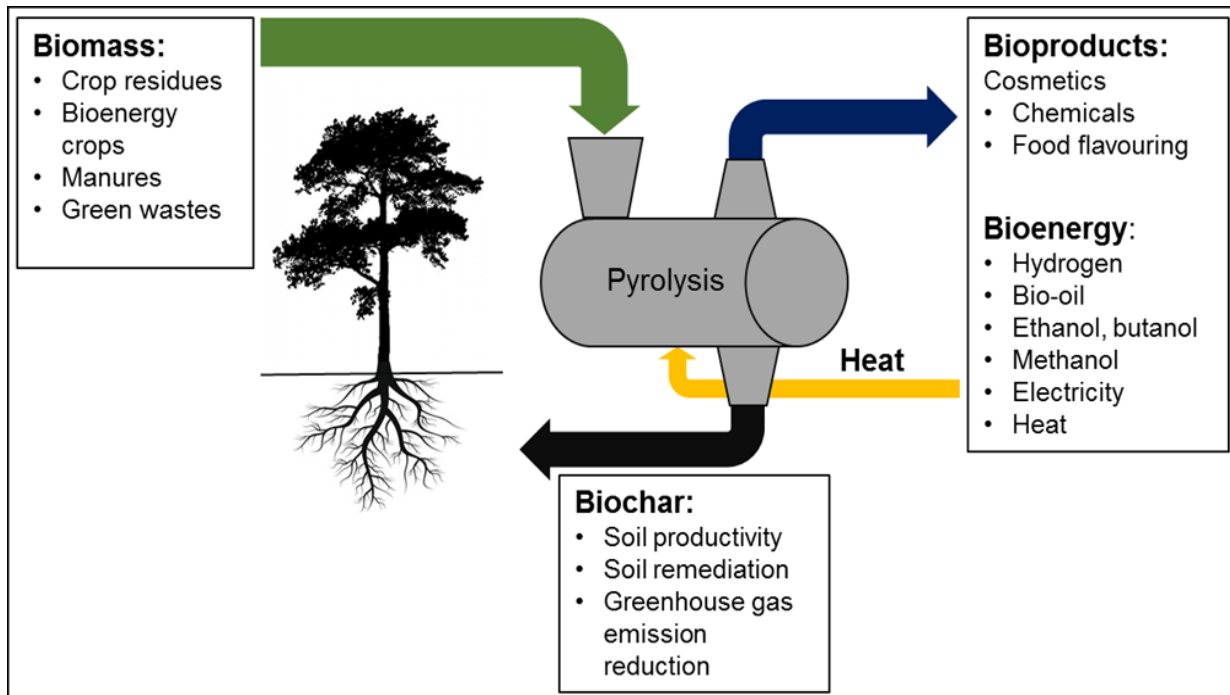 Biomass:
• Crop residues
• Bioenergy
crops
• Manures
• Green wastes
Pyrolysis
Heat
Bioproducts:
Cosmetics
• Chemicals
• Food flavouring
Bioenergy:
• Hydrogen
• Bio-oil
• Ethanol, butanol
• Methanol
• Electricity
• Heat
Biochar:
• Soil productivity
• Soil remediation
• Greenhouse gas
emission
reduction